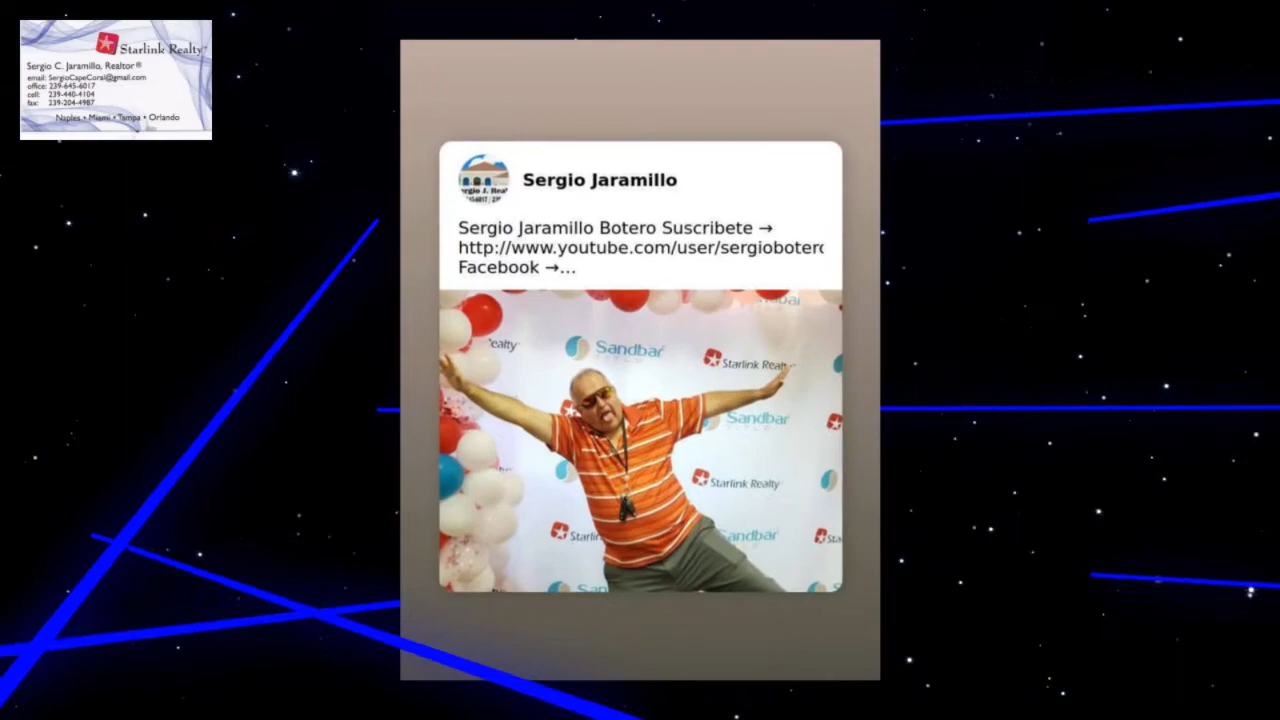 Starlink Realty
Sergio C. Jaramillo, Realtor®
email: SergioCapeCoral@gmail.com
office: 239-645-6017
cell: 239-440-4104
fax: 239-204-4987
Naples • Miami • Tampa • Orlando
Sergio Jaramillo
Sergio Jaramillo Botero Suscribete →
http://www.youtube.com/user/sergioboterc
Facebook →...
Sandbar
Starlink Realty
Sandbar
TITLE
Starlink Realty
Sandbar